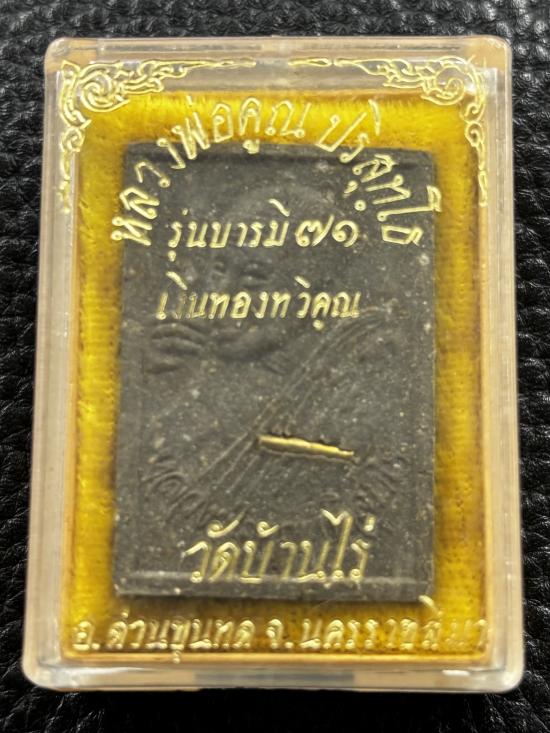 หลวงพ่อคูณ ปริสุทฺโธ
รุ่นบารมี ๗๑
เงินทองทวิคูณ
วัดบ้านไร่
อ.ด่านขุนทด จ.นครราชสีมา